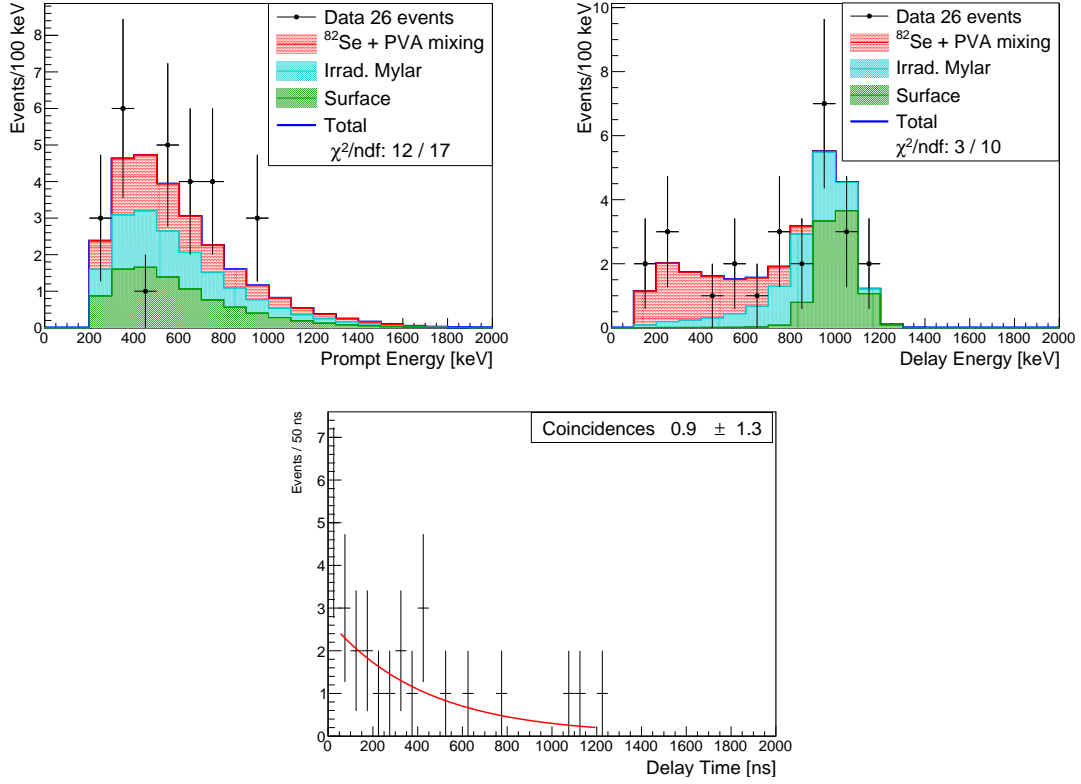 Events/100 keV
8
7
6
5
4
3
2
1
0
0 200 400 600 800 1000 1200 1400 1600 1800 2000
Prompt Energy [keV]
Data 26 events
⁸²Se + PVA mixing
Irrad. Mylar
Surface
Total
χ²/ndf: 12 / 17
Events/100 keV
10
8
6
4
2
0
0 200 400 600 800 1000 1200 1400 1600 1800 2000
Delay Energy [keV]
Data 26 events
⁸²Se + PVA mixing
Irrad. Mylar
Surface
Total
χ²/ndf: 3 / 10
Events / 50 ns
7
6
5
4
3
2
1
0
0 200 400 600 800 1000 1200 1400 1600 1800 2000
Delay Time [ns]
Coincidences 0.9 ± 1.3